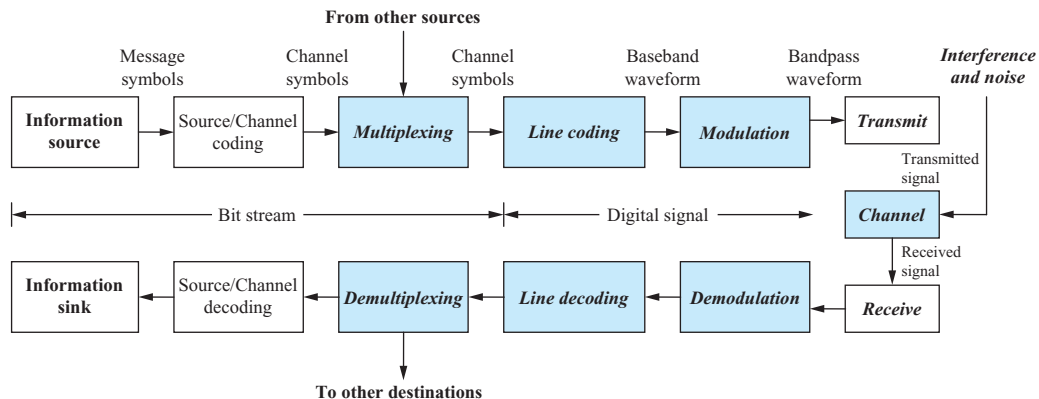 From other sources
Message
symbols
Channel
symbols
Channel
symbols
Baseband
waveform
Bandpass
waveform
Interference
and noise
Information
source
Source/Channel
coding
Multiplexing
Line coding
Modulation
Transmit
Transmitted
signal
Bit stream
Digital signal
Channel
Received
signal
Information
sink
Source/Channel
decoding
Demultiplexing
Line decoding
Demodulation
Receive
To other destinations